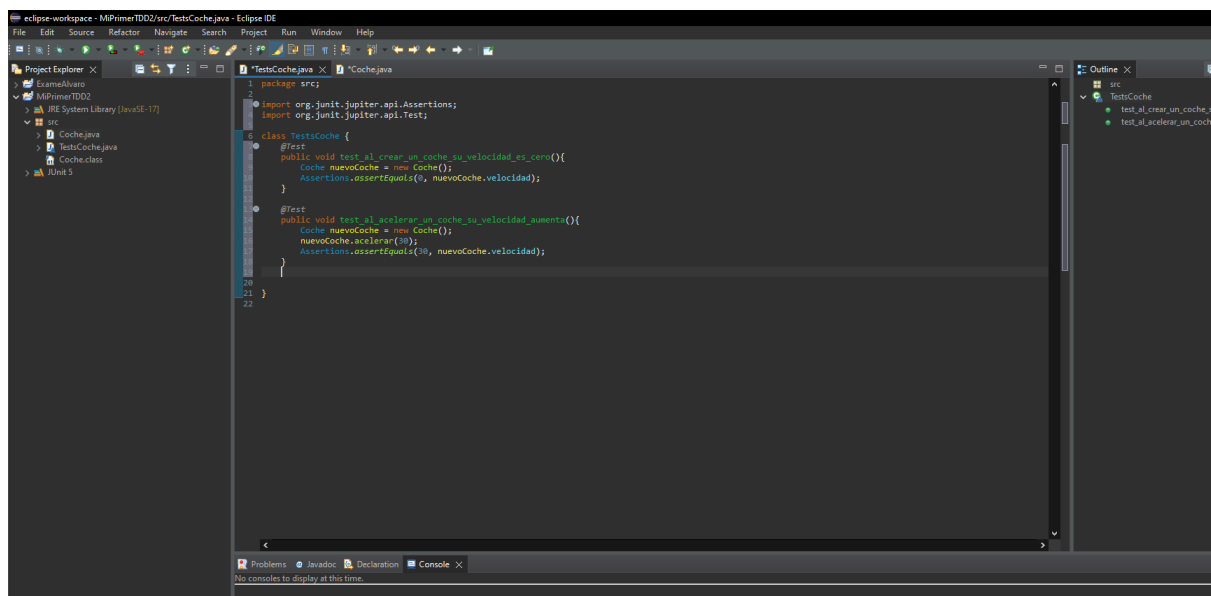 eclipse-workspace - MiPrimerTDD2/src/TestsCoche.java - Eclipse IDE
File Edit Source Refactor Navigate Search Project Run Window Help
Project Explorer
ExameAlvaro
MiPrimerTDD2
JRE System Library [JavaSE-17]
src
Coche.java
TestsCoche.java
Coche.class
JUnit 5
*TestsCoche.java *Coche.java
1 package src;
2
3 import org.junit.jupiter.api.Assertions;
4 import org.junit.jupiter.api.Test;
5
6 class TestsCoche {
7 @Test
8 public void test_al_crear_un_coche_su_velocidad_es_cero(){
9 Coche nuevoCoche = new Coche();
10 Assertions.assertEquals(0, nuevoCoche.velocidad);
11 }
12
13 @Test
14 public void test_al_acelerar_un_coche_su_velocidad_aumenta(){
15 Coche nuevoCoche = new Coche();
16 nuevoCoche.acelerar(30);
17 Assertions.assertEquals(30, nuevoCoche.velocidad);
18 }
19
20
21 }
22
Outline
src
TestsCoche
test_al_crear_un_coche_s
test_al_acelerar_un_coch
Problems Javadoc Declaration Console
No consoles to display at this time.